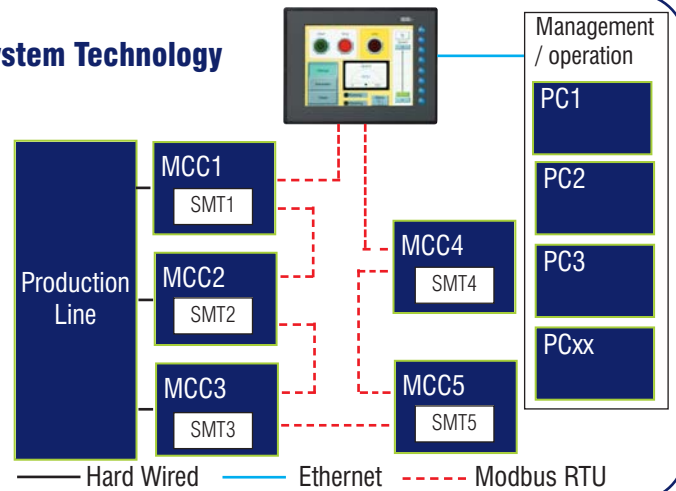 stem Technology
Management
/ operation
PC1
PC2
PC3
PCxx
Production
Line
MCC1
SMT1
MCC2
SMT2
MCC3
SMT3
MCC4
SMT4
MCC5
SMT5
Hard Wired
Ethernet
Modbus RTU